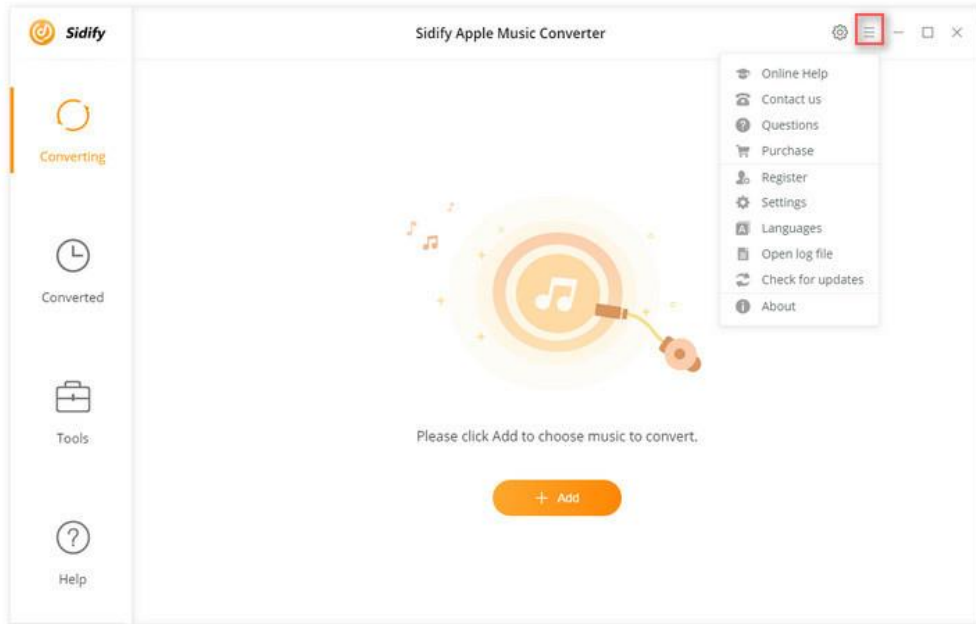 Sidify
Sidify Apple Music Converter
Converting
Converted
Tools
Help
Online Help
Contact us
Questions
Purchase
Register
Settings
Languages
Open log file
Check for updates
About
Please click Add to choose music to convert.
+ Add